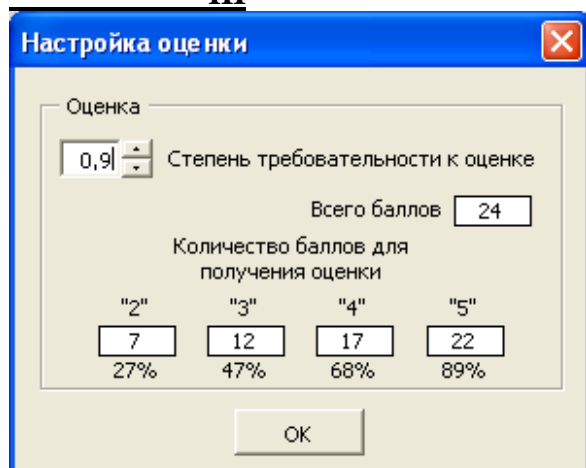 Настройка оценки
Оценка
0,9 Степень требовательности к оценке
Всего баллов 24
Количество баллов для
получения оценки
"2" "3" "4" "5"
7 12 17 22
27% 47% 68% 89%
OK